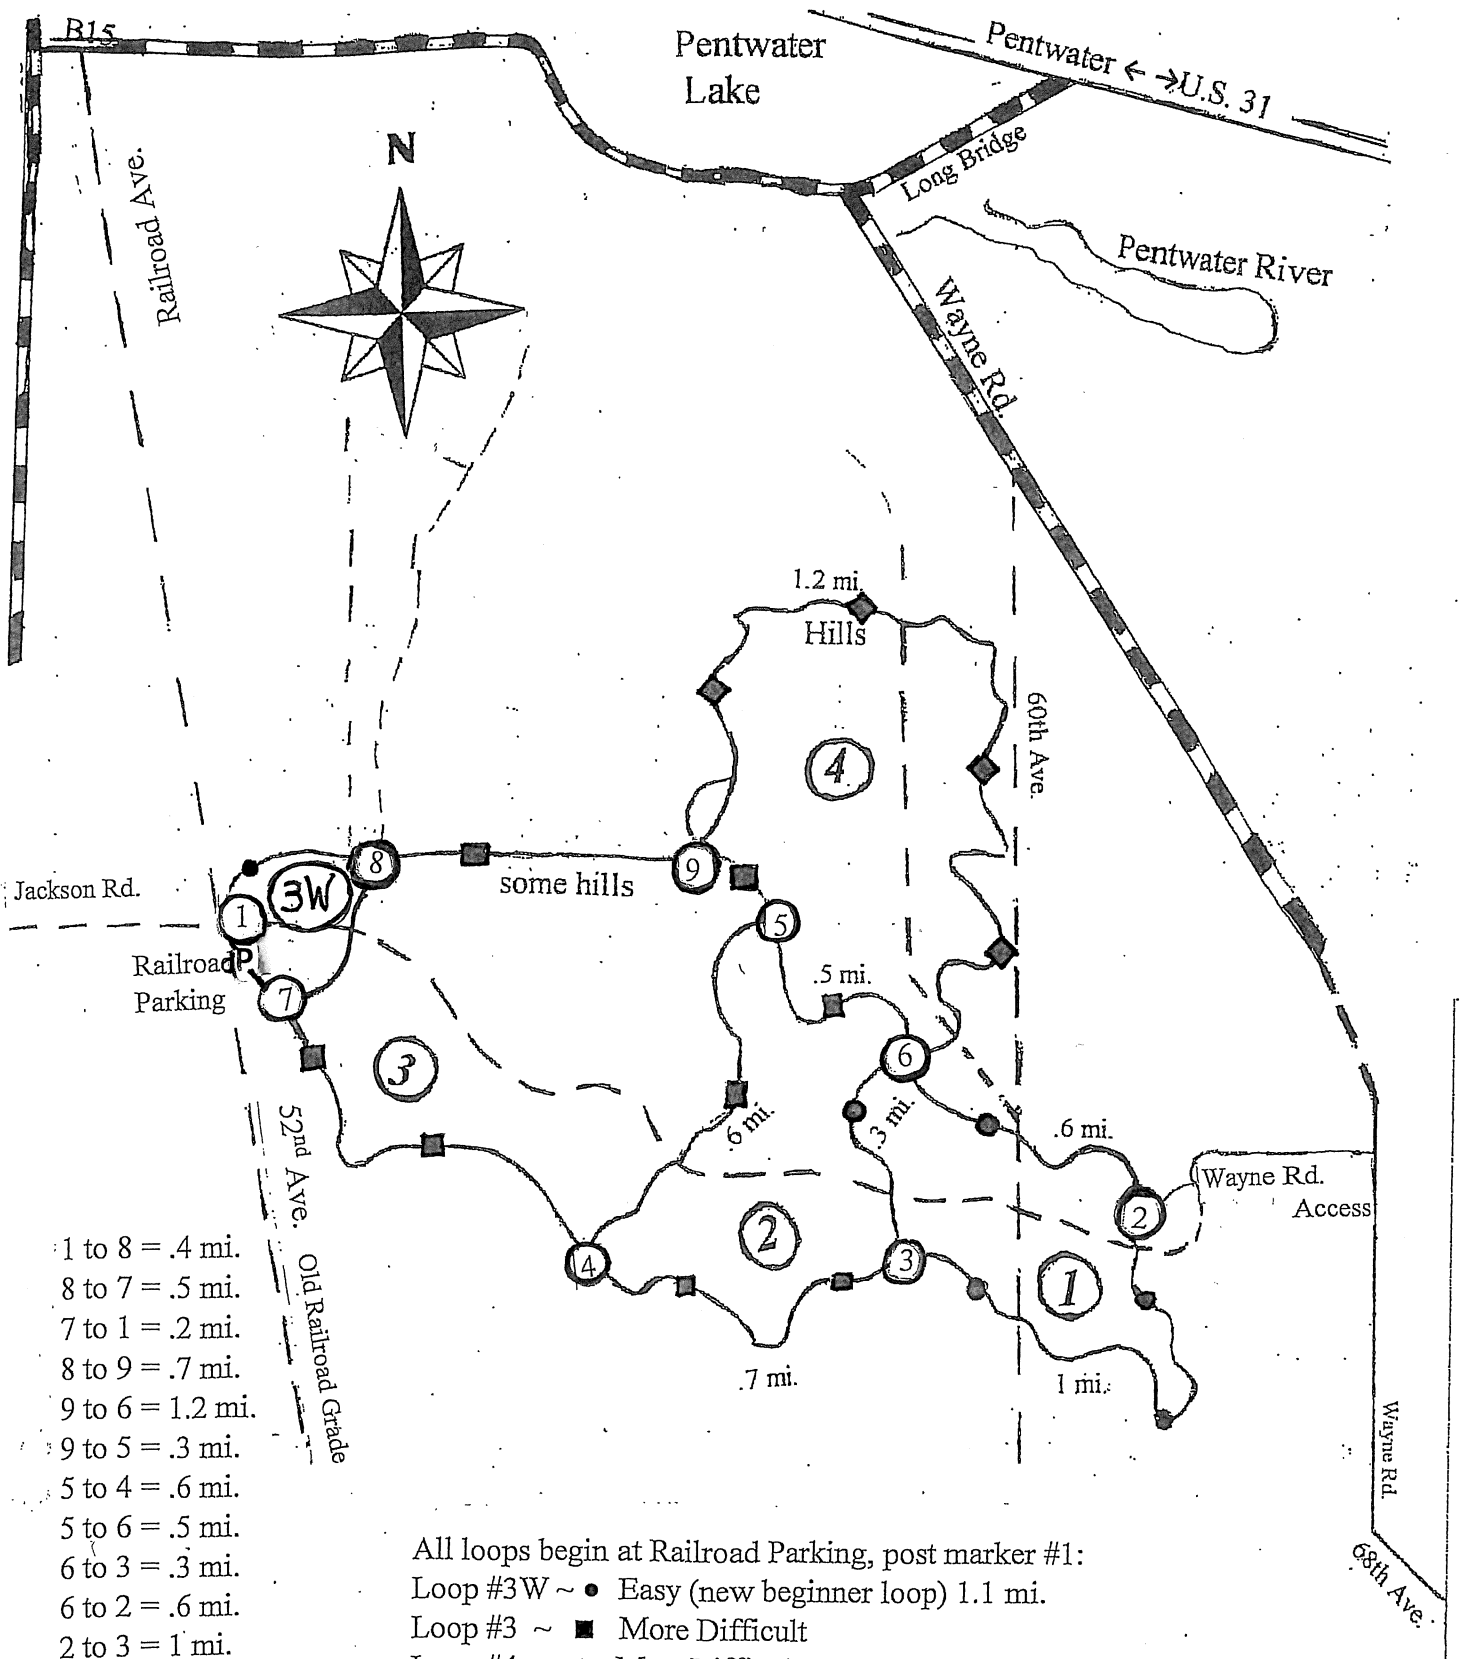 B15
Pentwater
Lake
Pentwater ← → U.S. 31
Long Bridge
N
Railroad Ave.
Pentwater River
Wayne Rd.
1.2 mi.
Hills
60th Ave.
4
8
9
some hills
3W
Jackson Rd.
1
5
P
Railroad
Parking
7
.5 mi.
6
3
.6 mi.
.3 mi.
.6 mi.
52nd Ave. Old Railroad Grade
Wayne Rd.
Access
2
2
3
4
1
.7 mi.
1 mi.
Wayne Rd.
68th Ave.
1 to 8 = .4 mi.
8 to 7 = .5 mi.
7 to 1 = .2 mi.
8 to 9 = .7 mi.
9 to 6 = 1.2 mi.
9 to 5 = .3 mi.
5 to 4 = .6 mi.
5 to 6 = .5 mi.
6 to 3 = .3 mi.
6 to 2 = .6 mi.
2 to 3 = 1 mi.
All loops begin at Railroad Parking, post marker #1:
Loop #3W ~ ● Easy (new beginner loop) 1.1 mi.
Loop #3 ~ ■ More Difficult